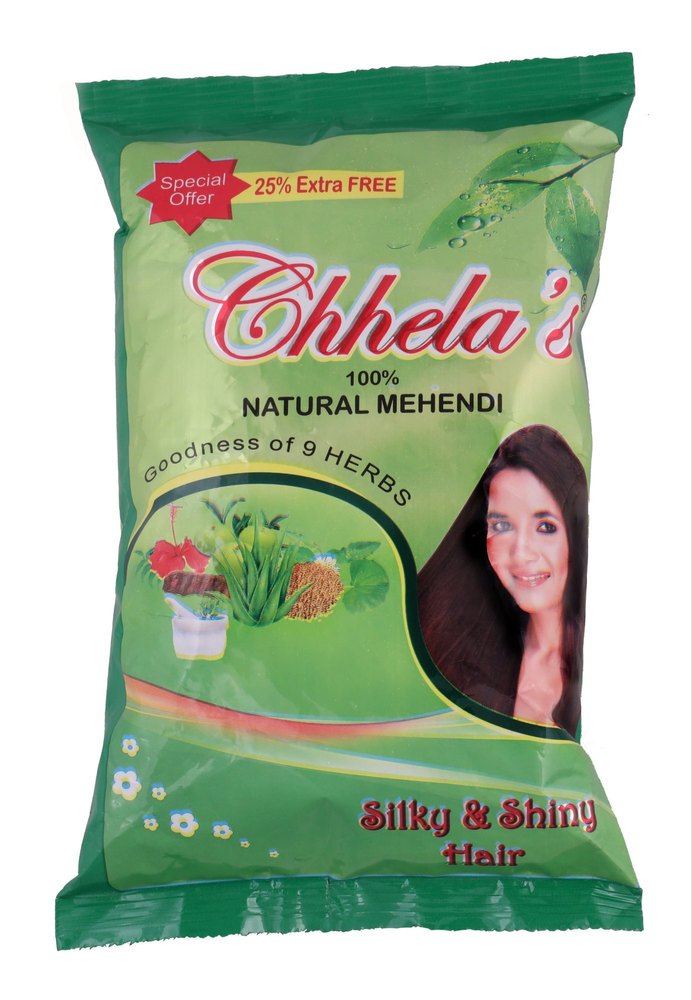 Special
Offer
25% Extra FREE
Chhela's®
100%
NATURAL MEHENDI
Goodness of 9 HERBS
Silky & Shiny
Hair